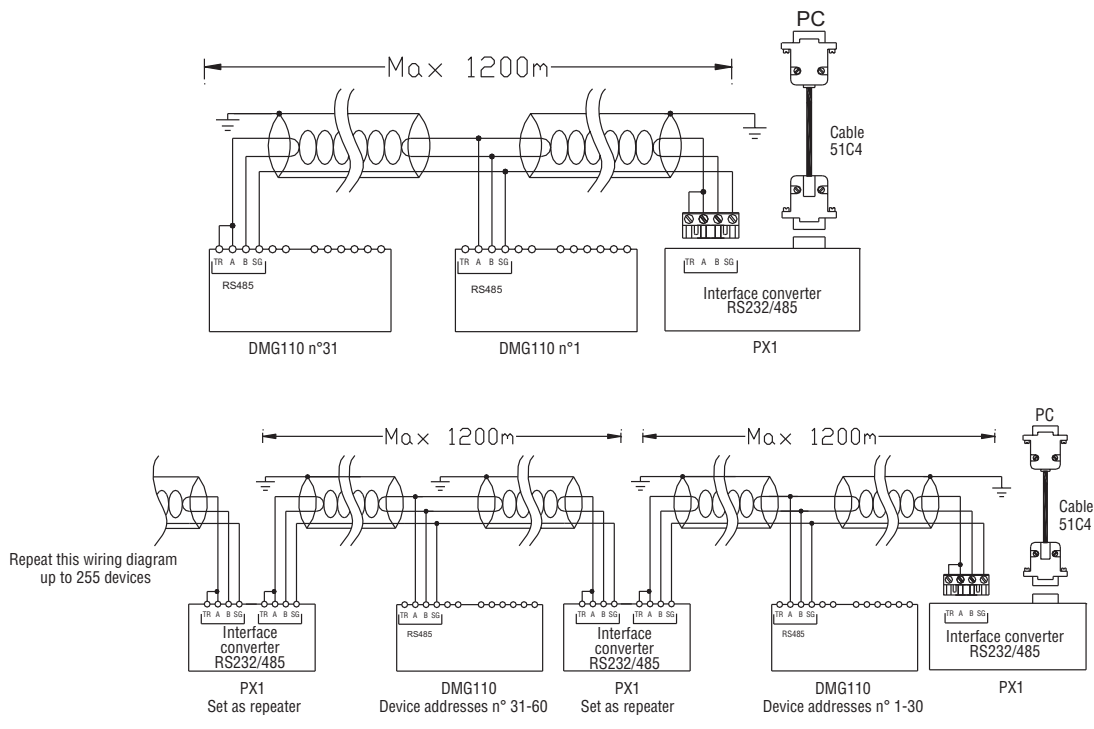 PC
Max 1200m
Cable
51C4
TR A B SG
RS485
TR A B SG
RS485
TR A B SG
Interface converter
RS232/485
DMG110 n°31
DMG110 n°1
PX1
PC
Max 1200m
Max 1200m
Cable
51C4
Repeat this wiring diagram
up to 255 devices
TR A B SG
TR A B SG
Interface
converter
RS232/485
TR A B SG
RS485
TR A B SG
TR A B SG
Interface
converter
RS232/485
TR A B SG
RS485
TR A B SG
Interface converter
RS232/485
PX1
Set as repeater
DMG110
Device addresses n° 31-60
PX1
Set as repeater
DMG110
Device addresses n° 1-30
PX1